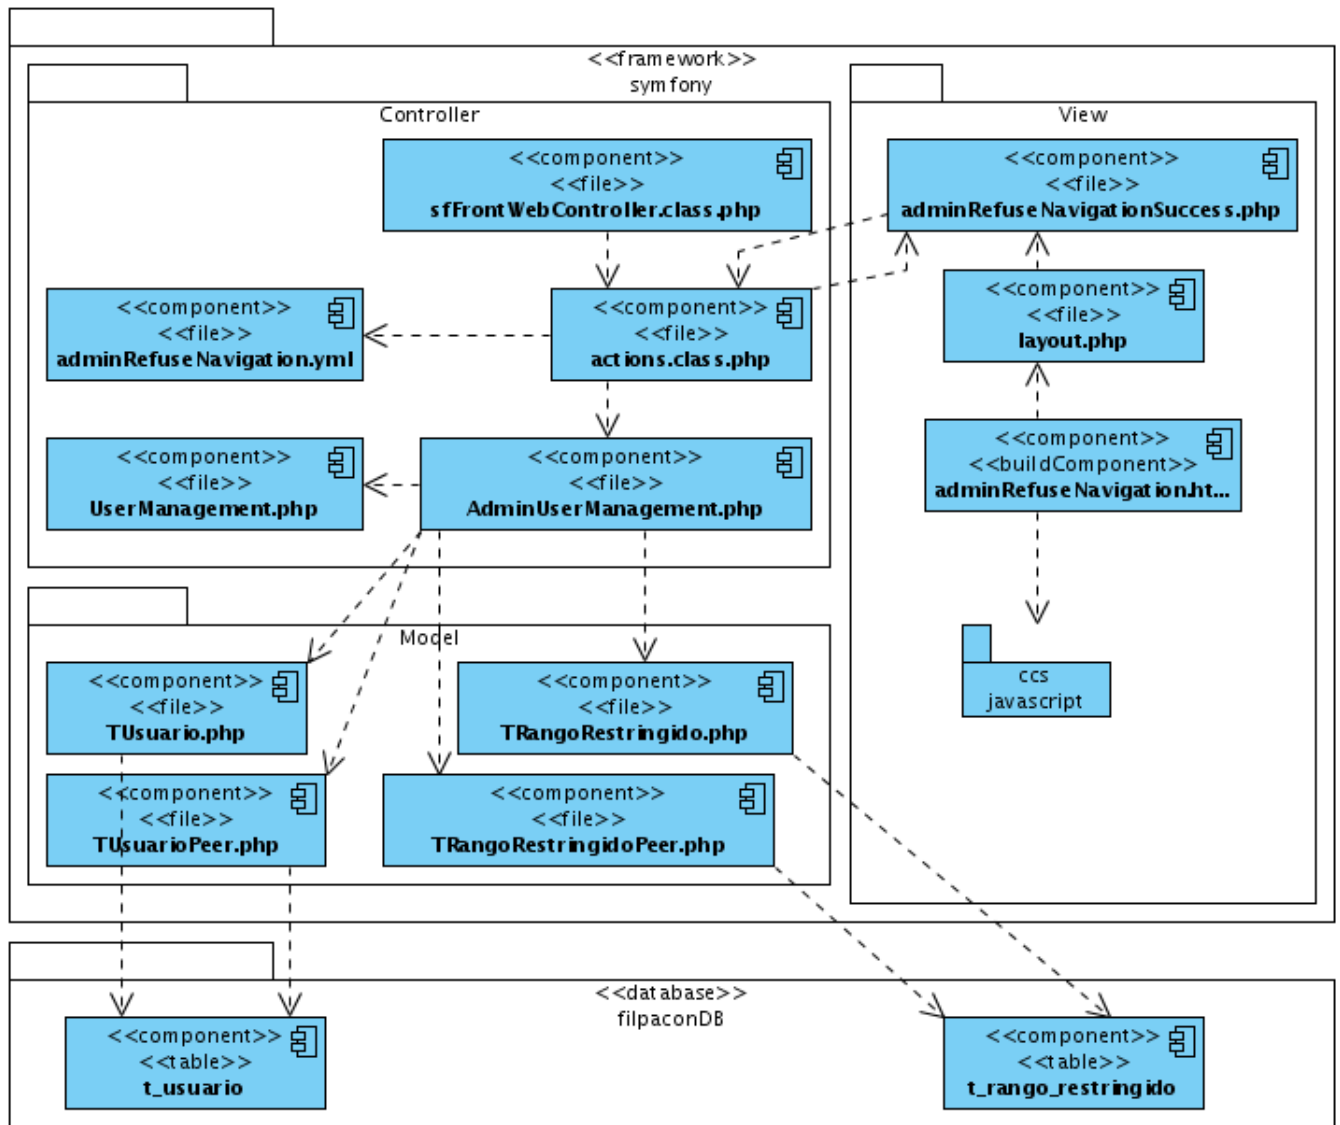 <<framework>>
symfony
Controller
<<component>>
<<file>>
sfFrontWebController.class.php
<<component>>
<<file>>
adminRefuseNavigation.yml
<<component>>
<<file>>
actions.class.php
<<component>>
<<file>>
UserManagement.php
<<component>>
<<file>>
AdminUserManagement.php
View
<<component>>
<<file>>
adminRefuseNavigationSuccess.php
<<component>>
<<file>>
layout.php
<<component>>
<<buildComponent>>
adminRefuseNavigation.ht...
ccs
javascript
Model
<<component>>
<<file>>
TUsuario.php
<<component>>
<<file>>
TRangoRestringido.php
<<component>>
<<file>>
TUsuarioPeer.php
<<component>>
<<file>>
TRangoRestringidoPeer.php
<<database>>
filpaconDB
<<component>>
<<table>>
t_usuario
<<component>>
<<table>>
t_rango_restringido